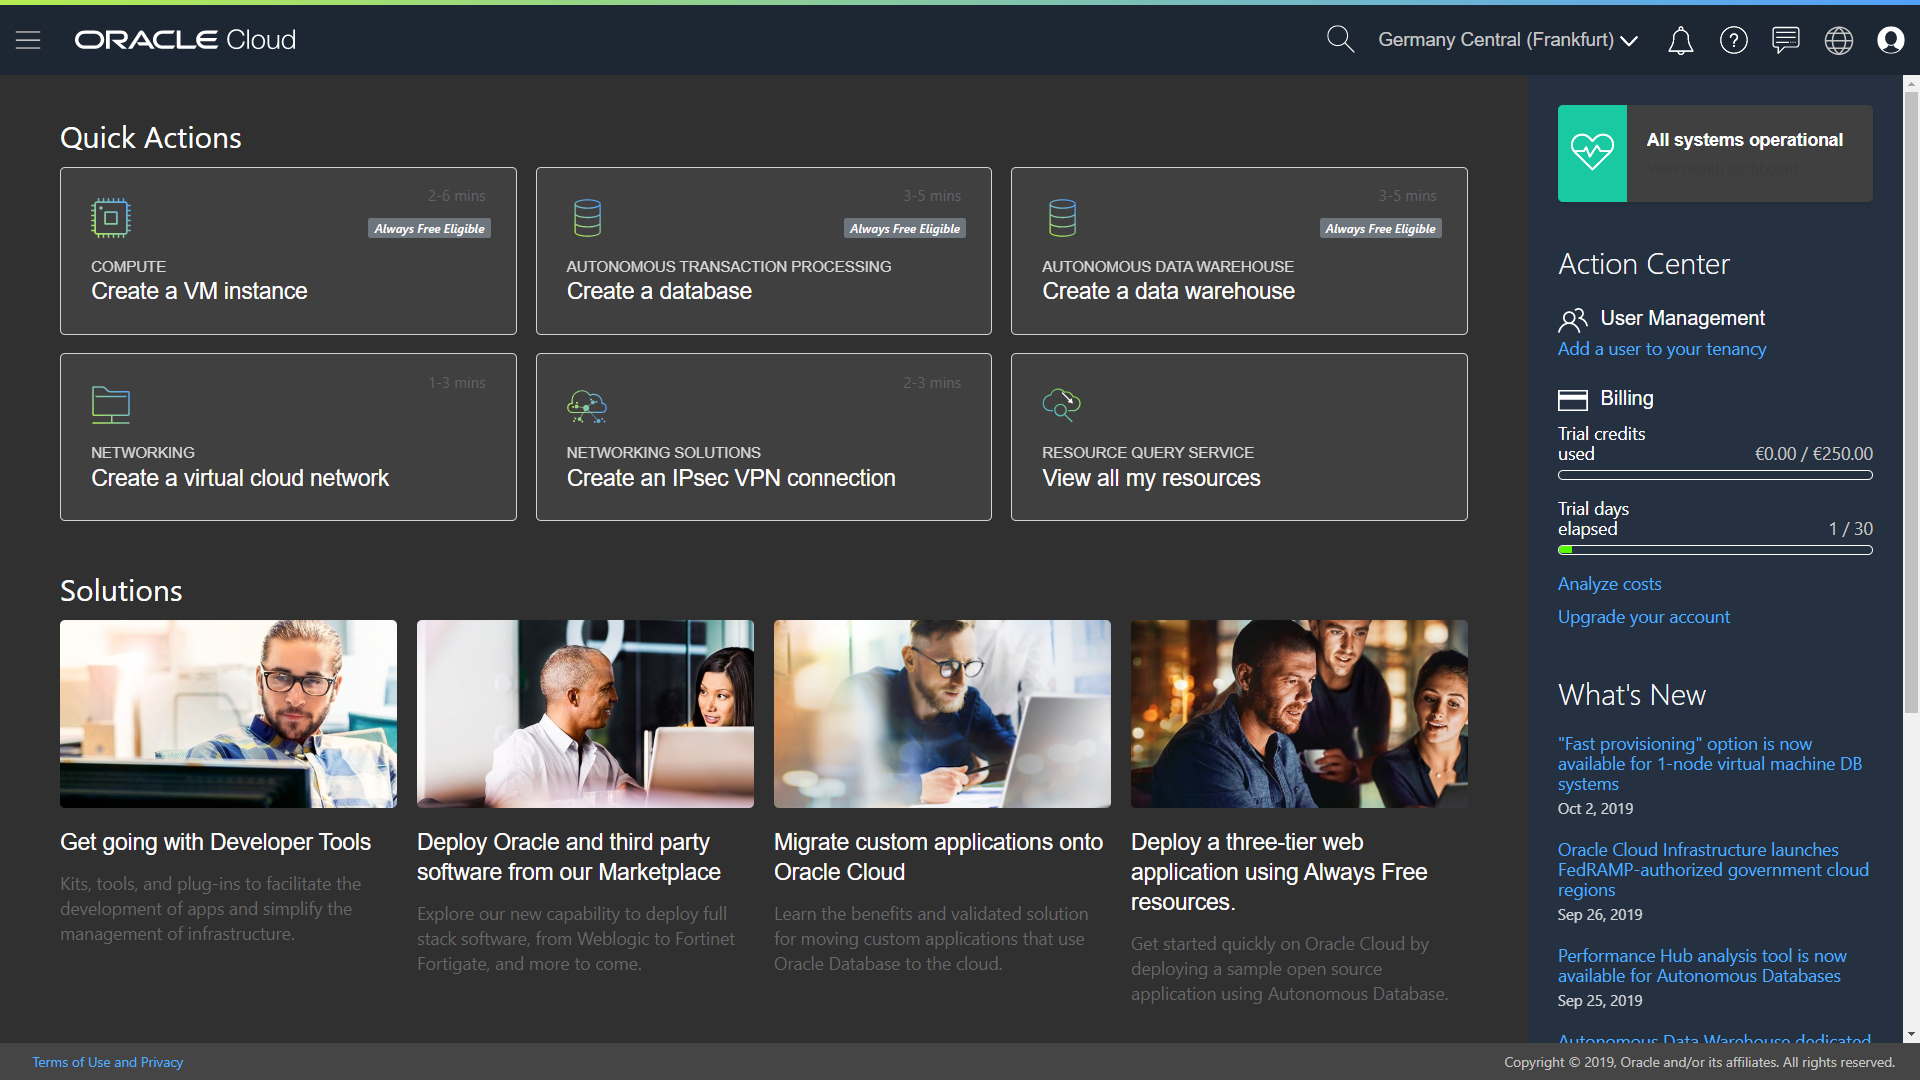 ORACLE Cloud
Germany Central (Frankfurt)
Quick Actions
2-6 mins
Always Free Eligible
COMPUTE
Create a VM instance
3-5 mins
Always Free Eligible
AUTONOMOUS TRANSACTION PROCESSING
Create a database
3-5 mins
Always Free Eligible
AUTONOMOUS DATA WAREHOUSE
Create a data warehouse
1-3 mins
NETWORKING
Create a virtual cloud network
2-3 mins
NETWORKING SOLUTIONS
Create an IPsec VPN connection
RESOURCE QUERY SERVICE
View all my resources
Solutions
Get going with Developer Tools
Kits, tools, and plug-ins to facilitate the
development of apps and simplify the
management of infrastructure.
Deploy Oracle and third party
software from our Marketplace
Explore our new capability to deploy full
stack software, from Weblogic to Fortinet
Fortigate, and more to come.
Migrate custom applications onto
Oracle Cloud
Learn the benefits and validated solution
for moving custom applications that use
Oracle Database to the cloud.
Deploy a three-tier web
application using Always Free
resources.
Get started quickly on Oracle Cloud by
deploying a sample open source
application using Autonomous Database.
All systems operational
Action Center
User Management
Add a user to your tenancy
Billing
Trial credits
used
€0.00 / €250.00
Trial days
elapsed
1 / 30
Analyze costs
Upgrade your account
What's New
"Fast provisioning" option is now
available for 1-node virtual machine DB
systems
Oct 2, 2019
Oracle Cloud Infrastructure launches
FedRAMP-authorized government cloud
regions
Sep 26, 2019
Performance Hub analysis tool is now
available for Autonomous Databases
Sep 25, 2019
Autonomous Data Warehouse dedicated
Terms of Use and Privacy
Copyright © 2019, Oracle and/or its affiliates. All rights reserved.